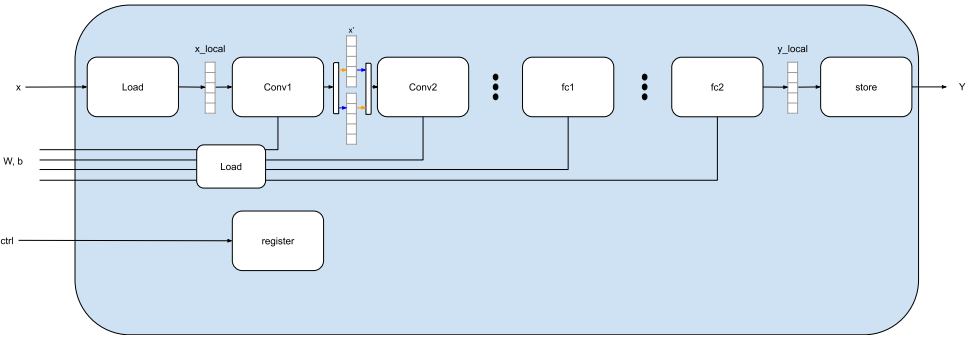 x'
x_local
y_local
x
Load
Conv1
Conv2
fc1
fc2
store
Y
W, b
Load
ctrl
register